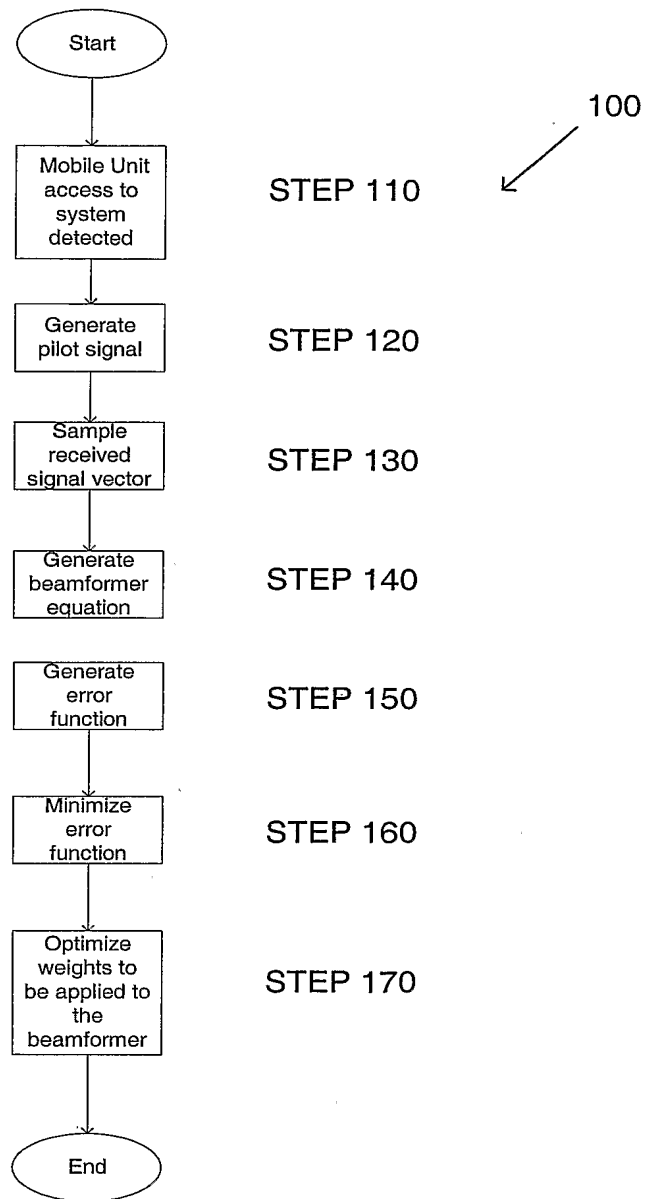 Start
100
Mobile Unit
access to
system
detected
STEP 110
Generate
pilot signal
STEP 120
Sample
received
signal vector
STEP 130
Generate
beamformer
equation
STEP 140
Generate
error
function
STEP 150
Minimize
error
function
STEP 160
Optimize
weights to
be applied to
the
beamformer
STEP 170
End